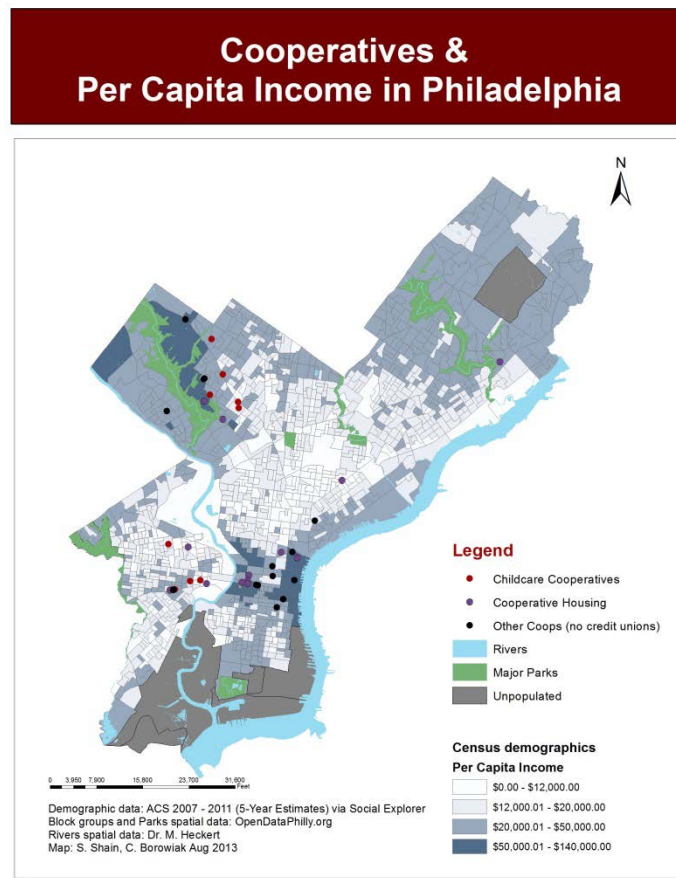 Cooperatives &
Per Capita Income in Philadelphia
N
Legend
Childcare Cooperatives
Cooperative Housing
Other Coops (no credit unions)
Rivers
Major Parks
Unpopulated
Census demographics
Per Capita Income
$0.00 - $12,000.00
$12,000.01 - $20,000.00
$20,000.01 - $50,000.00
$50,000.01 - $140,000.00
0 3,950 7,900 15,800 23,700 31,600
Feet
Demographic data: ACS 2007 - 2011 (5-Year Estimates) via Social Explorer
Block groups and Parks spatial data: OpenDataPhilly.org
Rivers spatial data: Dr. M. Heckert
Map: S. Shain, C. Borowiak Aug 2013